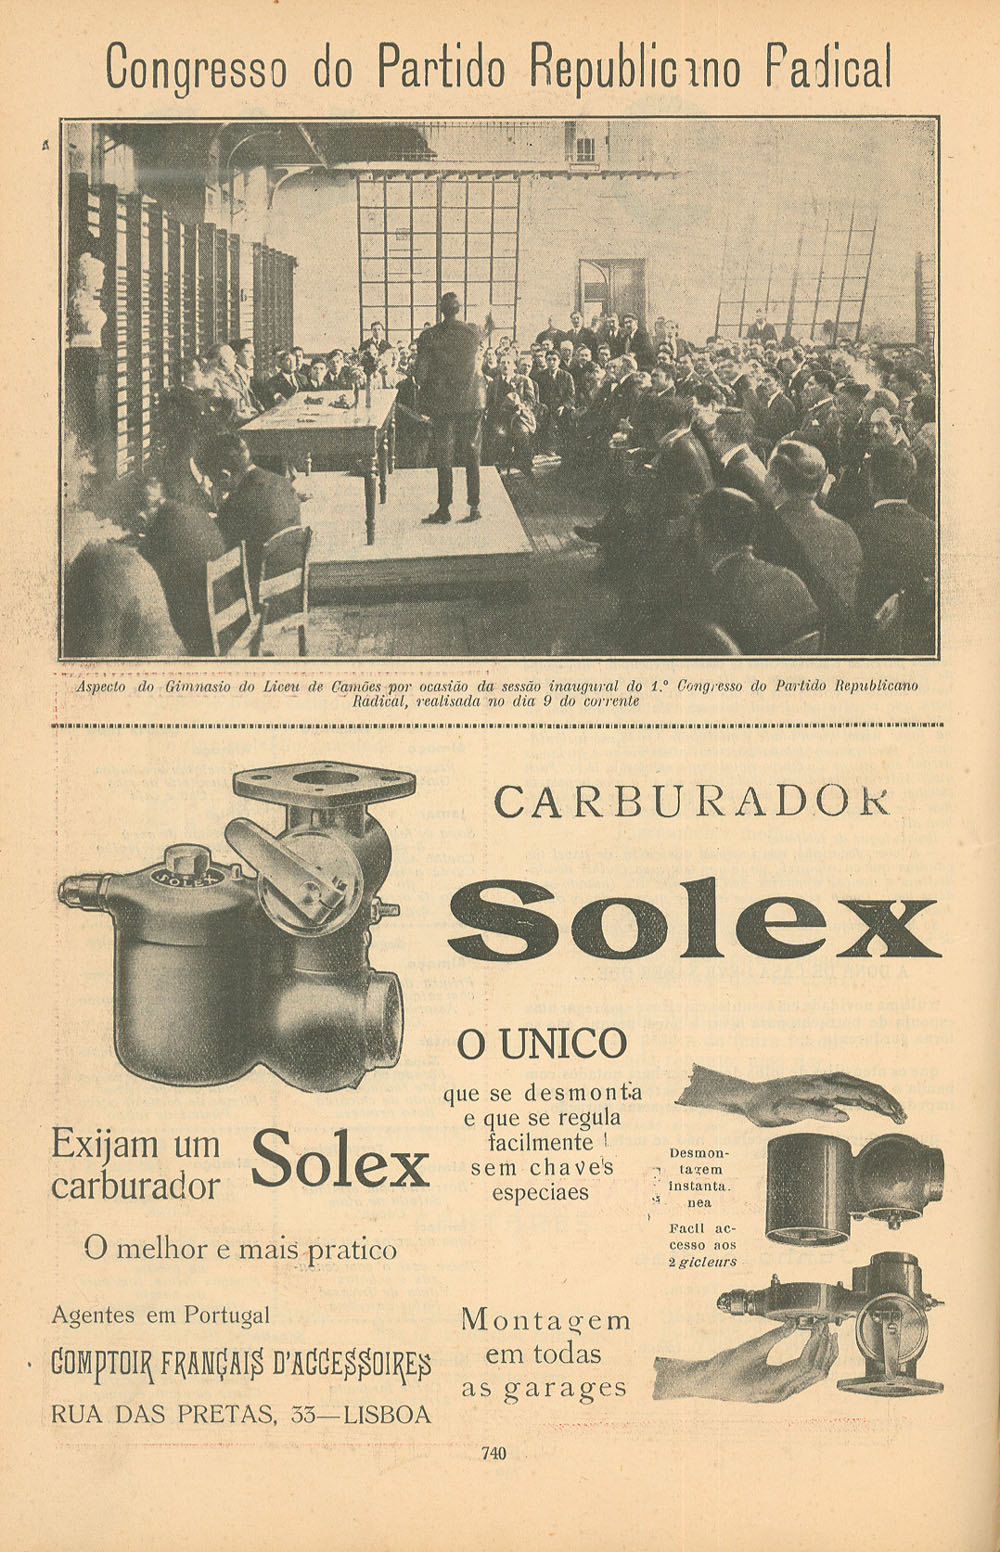 Congresso do Partido Republicano Radical
Aspecto do Gimnasio do Liceu de Camões por ocasião da sessão inaugural do 1.º Congresso do Partido Republicano
Radical, realisada no dia 9 do corrente
SOLEX
CARBURADOR
Solex
O UNICO
que se desmonta
e que se regula
facilmente !
sem chaves
especiaes
Exijam um
carburador
Solex
O melhor e mais pratico
Desmon-
tagem
instanta.
nea
Facil ac-
cesso aos
2 gicleurs
Agentes em Portugal
COMPTOIR FRANÇAIS D'ACCESSOIRES
RUA DAS PRETAS, 33—LISBOA
Montagem
em todas
as garages
740